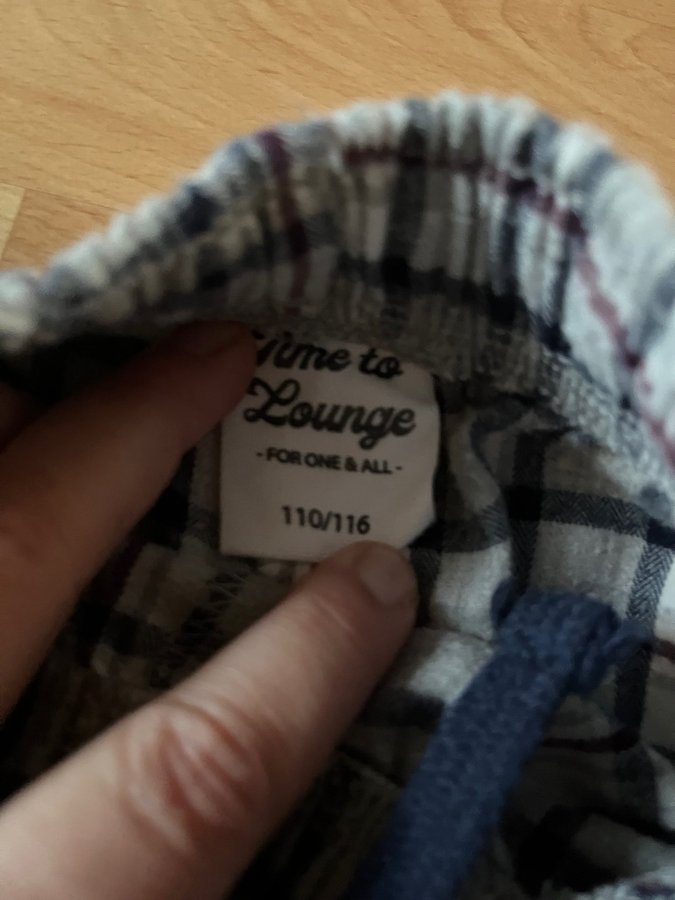 Time to
Lounge
- FOR ONE & ALL -
110/116